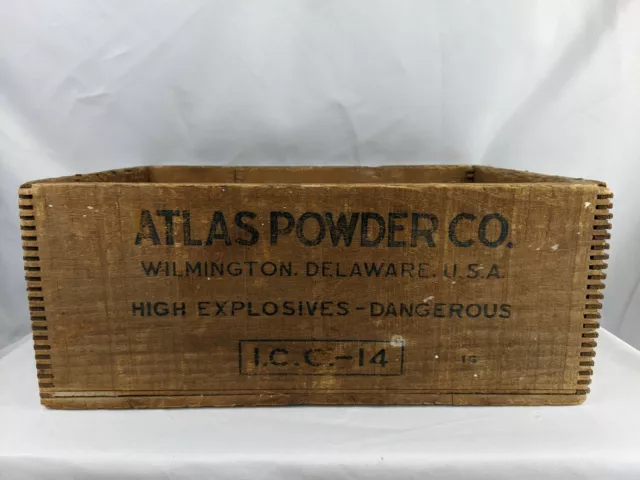 ATLAS POWDER CO.
WILMINGTON. DELAWARE. U.S.A.
HIGH EXPLOSIVES-DANGEROUS
I.C.C.-14